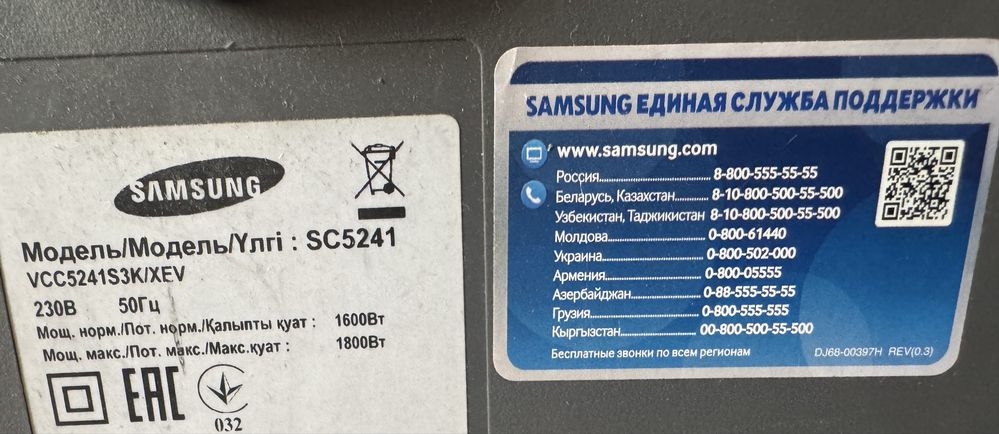 SAMSUNG
Модель/Модель/Үлгі : SC5241
VCC5241S3K/XEV
230В 50Гц
Мощ. норм./Пот. норм./Қалыпты қуат : 1600Вт
Мощ. макс./Пот. макс./Макс.қуат : 1800Вт
EAC
032
SAMSUNG ЕДИНАЯ СЛУЖБА ПОДДЕРЖКИ
www.samsung.com
Россия..............................8-800-555-55-55
Беларусь, Казахстан............8-10-800-500-55-500
Узбекистан, Таджикистан 8-10-800-500-55-500
Молдова............................0-800-61440
Украина.............................0-800-502-000
Армения............................0-800-05555
Азербайджан.....................0-88-555-55-55
Грузия...............................0-800-555-555
Кыргызстан.......................00-800-500-55-500
Бесплатные звонки по всем регионам DJ68-00397H REV(0.3)